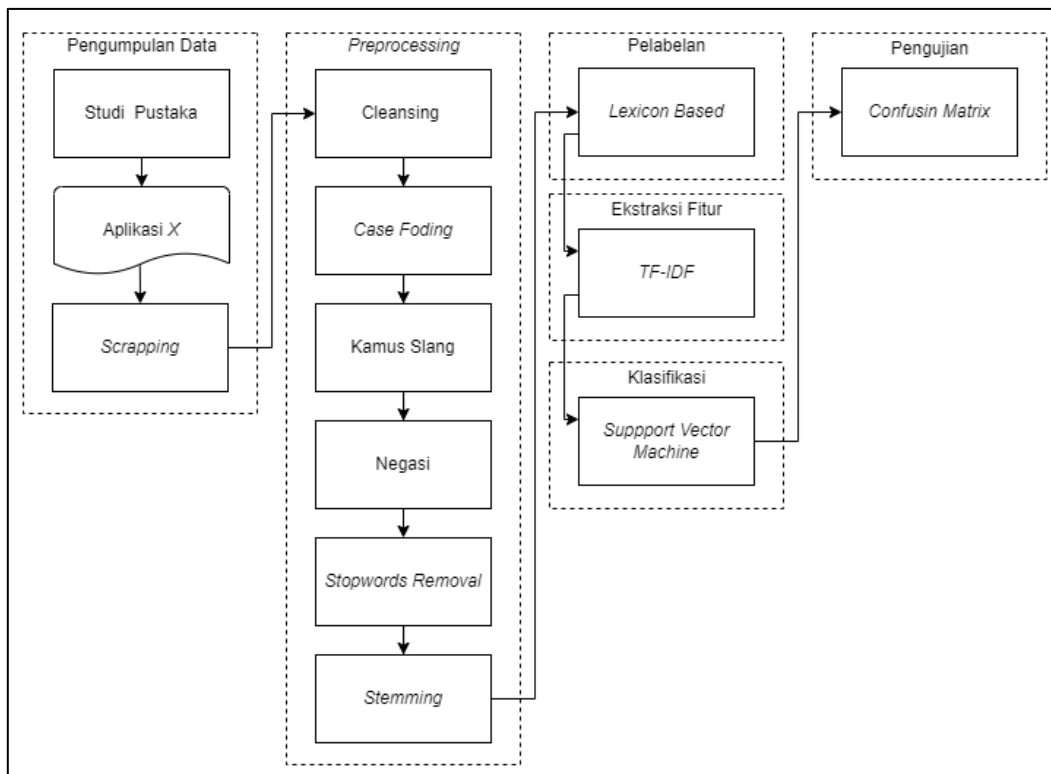 Pengumpulan Data
Studi Pustaka
Aplikasi X
Scrapping
Preprocessing
Cleansing
Case Foding
Kamus Slang
Negasi
Stopwords Removal
Stemming
Pelabelan
Lexicon Based
Ekstraksi Fitur
TF-IDF
Klasifikasi
Suppport Vector
Machine
Pengujian
Confusin Matrix